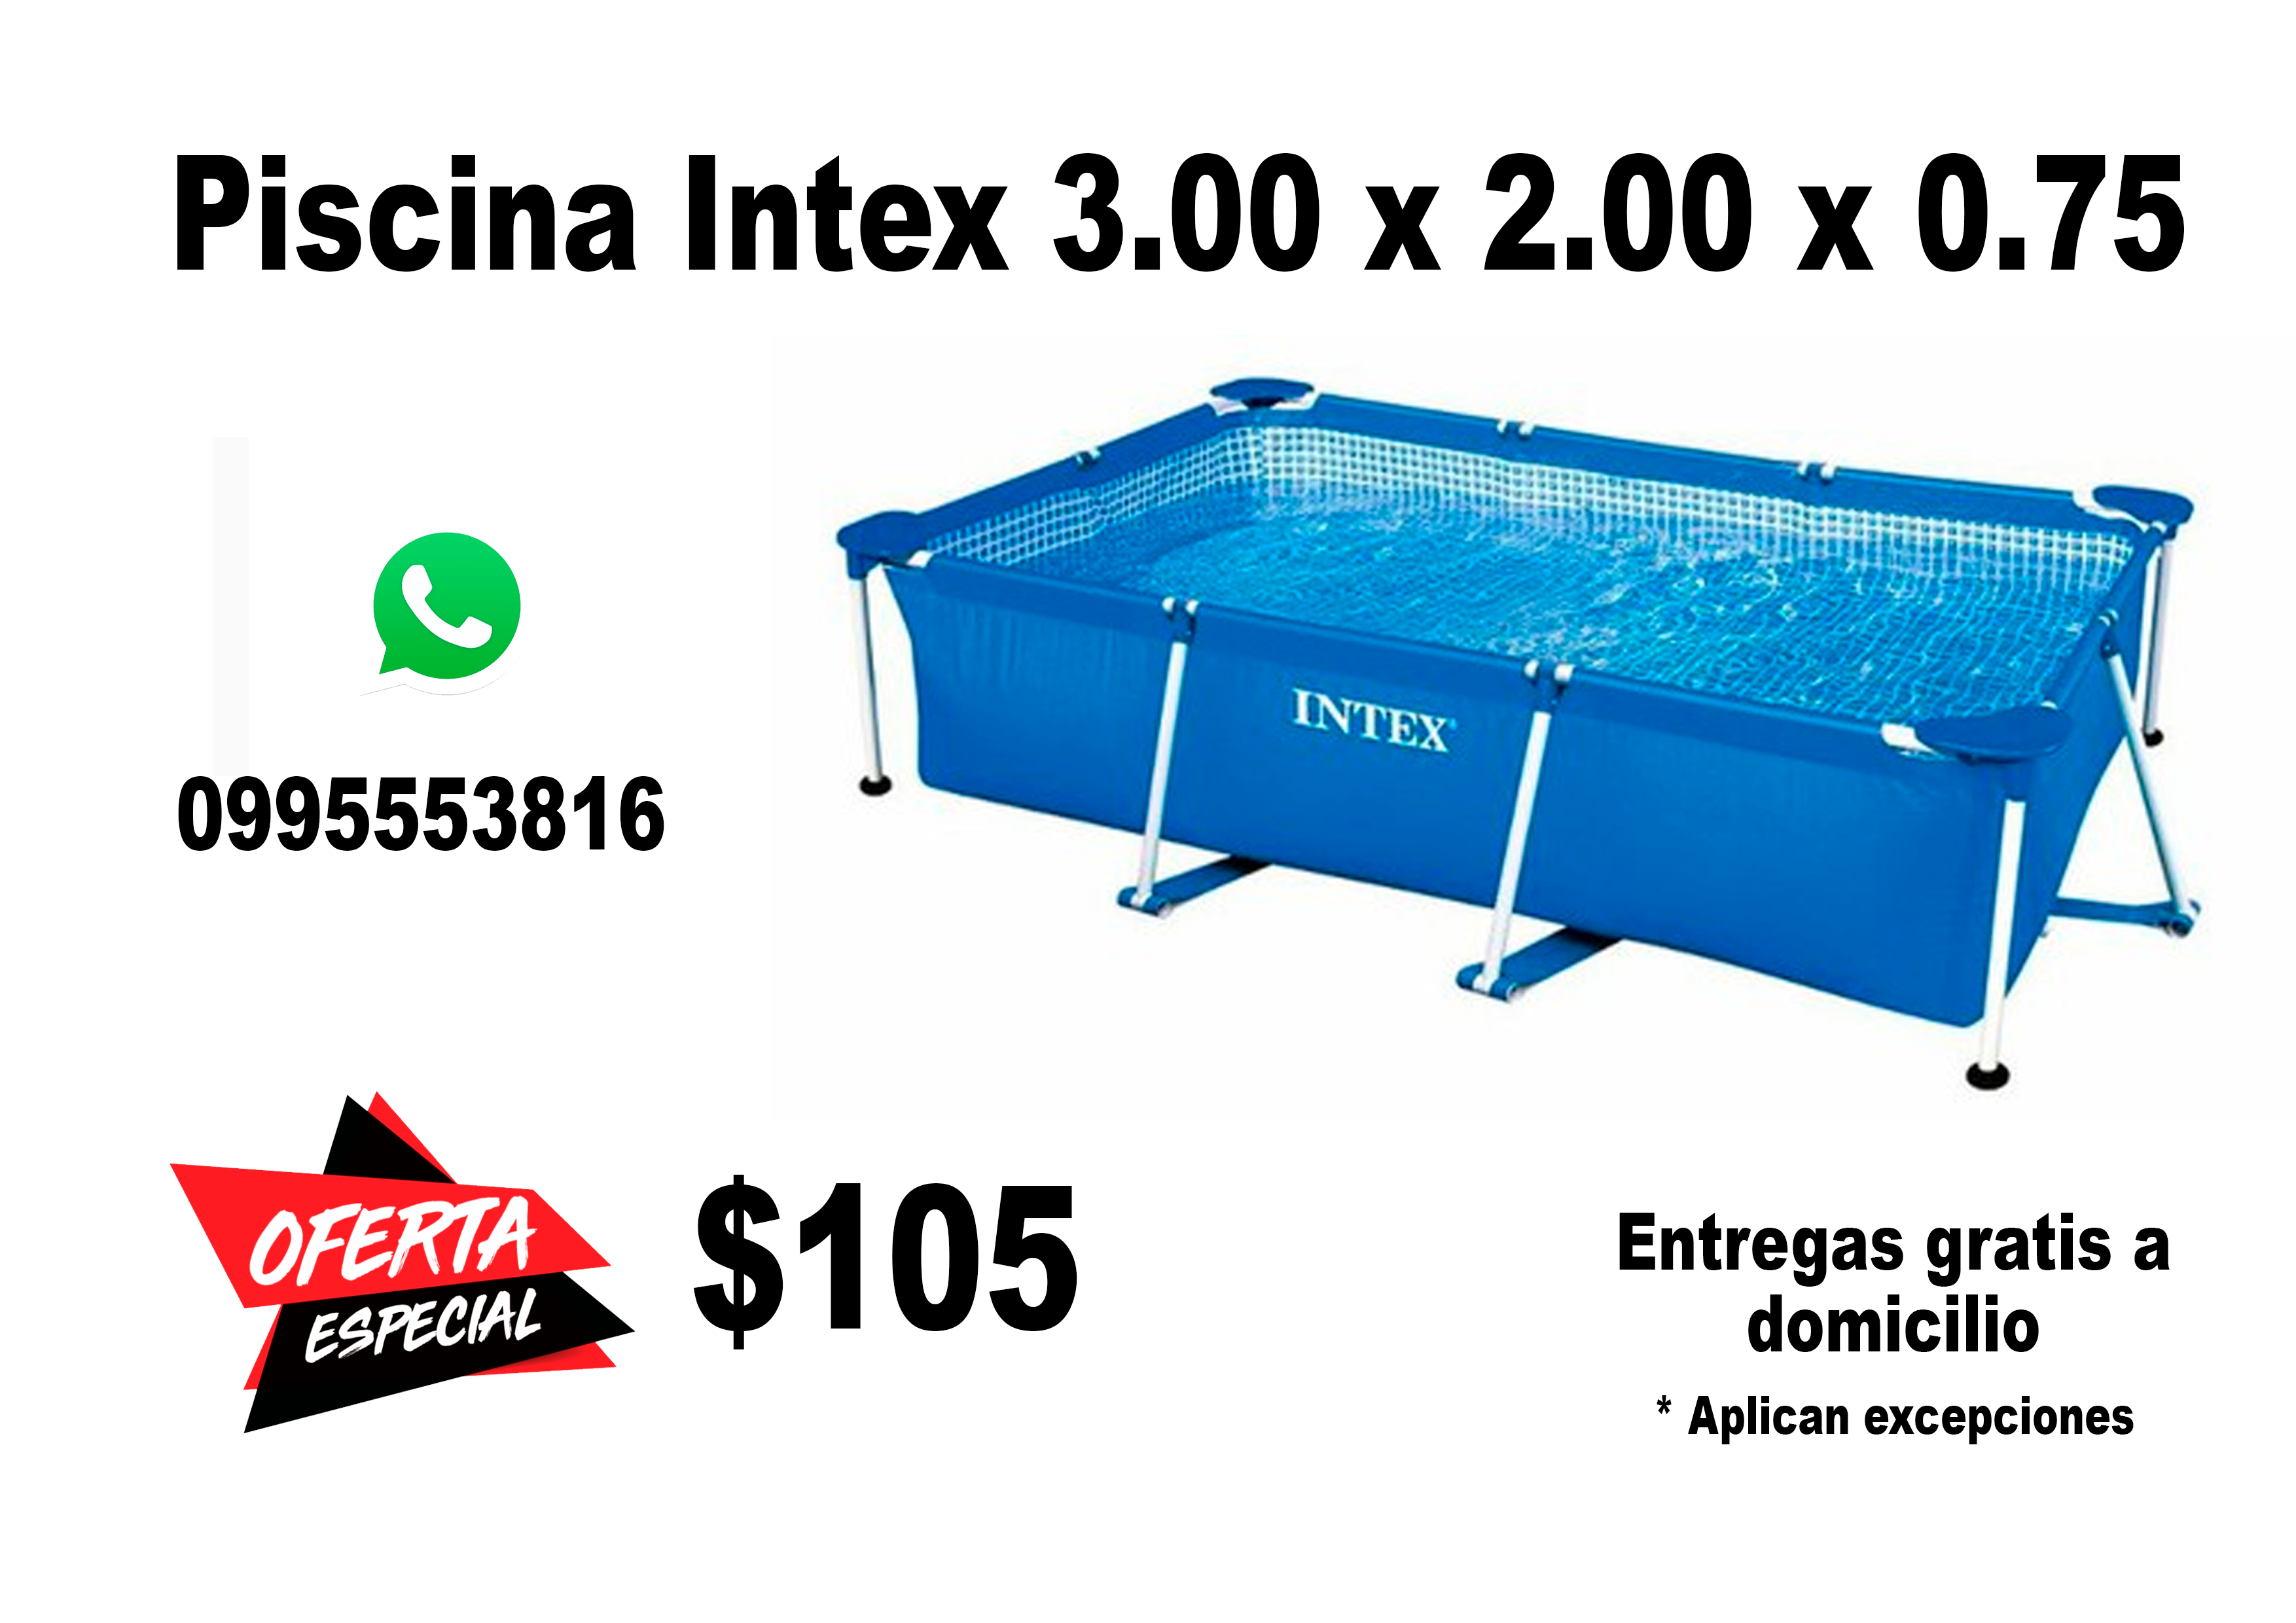 Piscina Intex 3.00 x 2.00 x 0.75
INTEX®
0995553816
OFERTA
ESPECIAL
$105
Entregas gratis a
domicilio
* Aplican excepciones